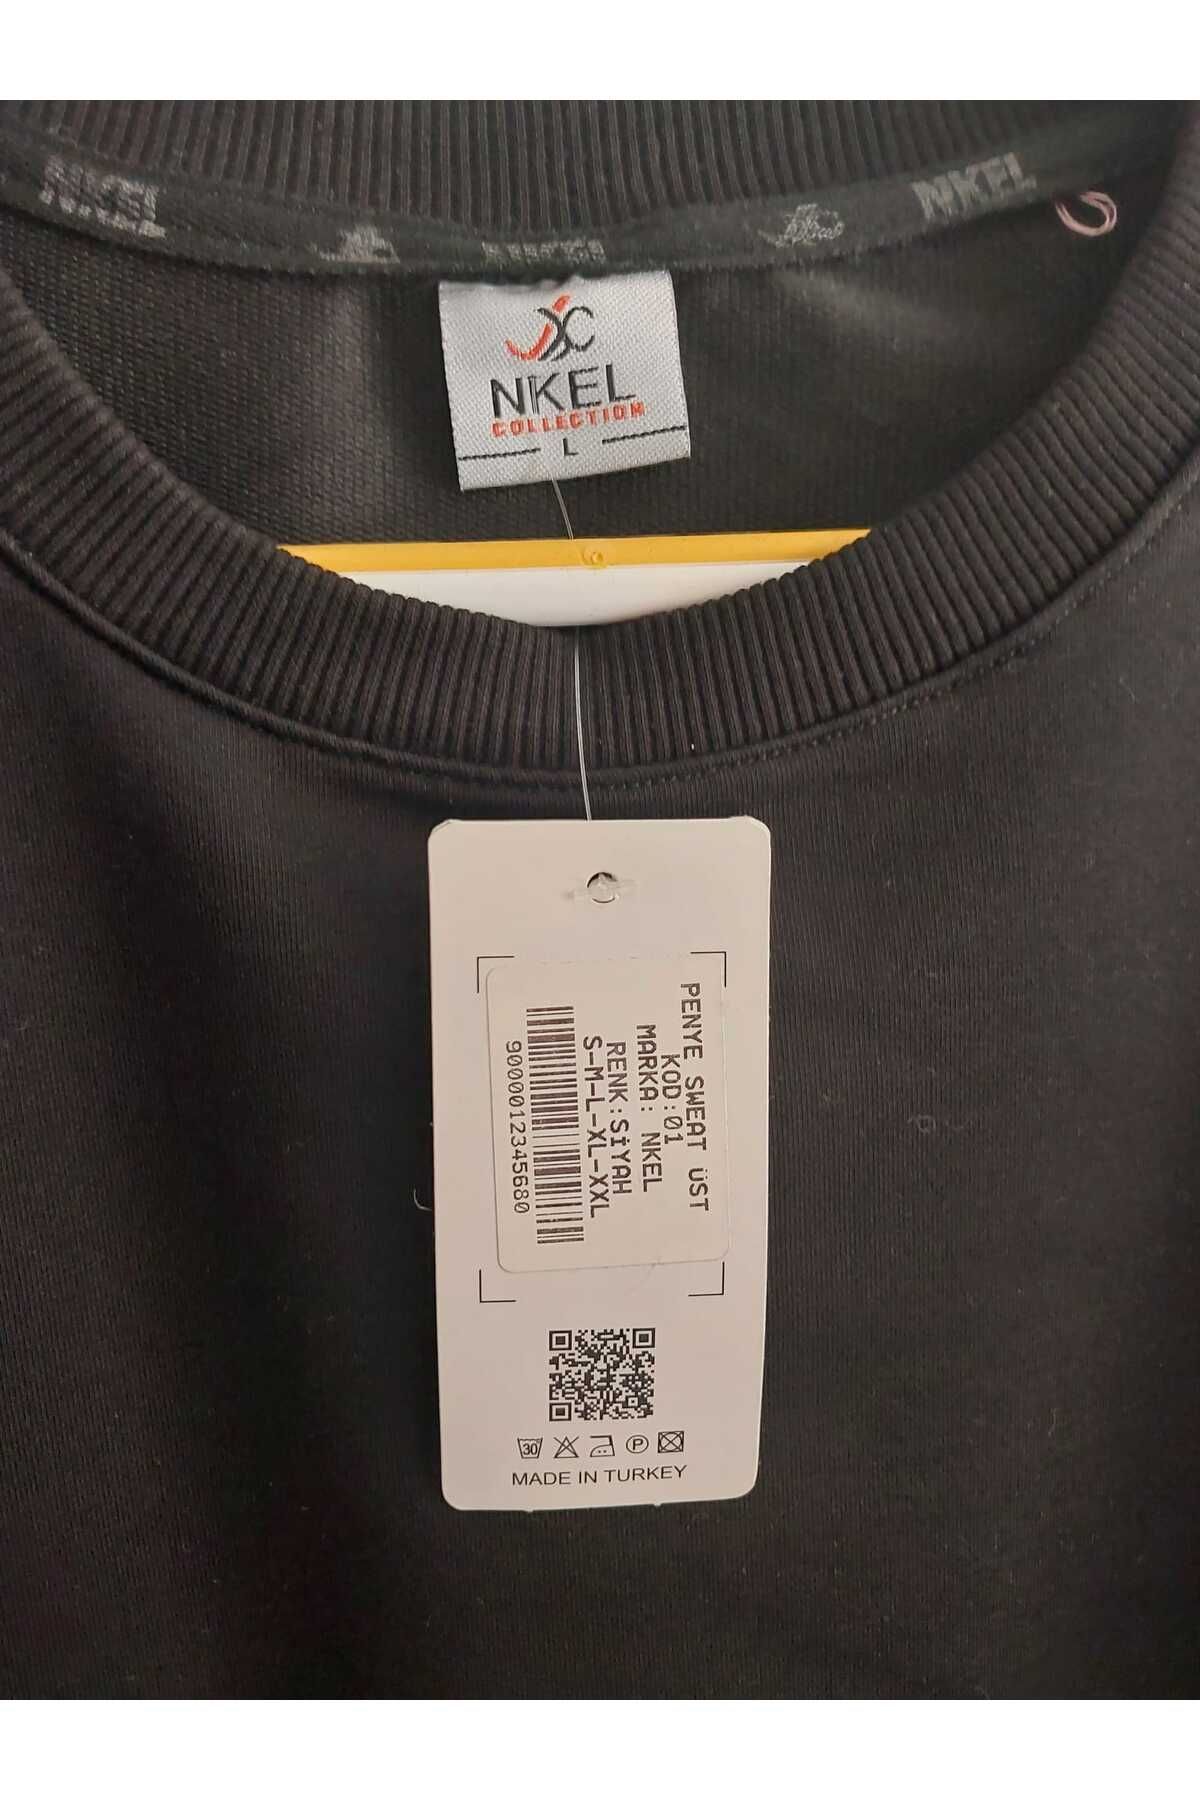 NKEL
NKEL
NKEL
NKEL
COLLECTION
L
PENYE SWEAT ÜST
KOD:01
MARKA: NKEL
RENK:SİYAH
S-M-L-XL-XXL
9000012345680
30
P
MADE IN TURKEY